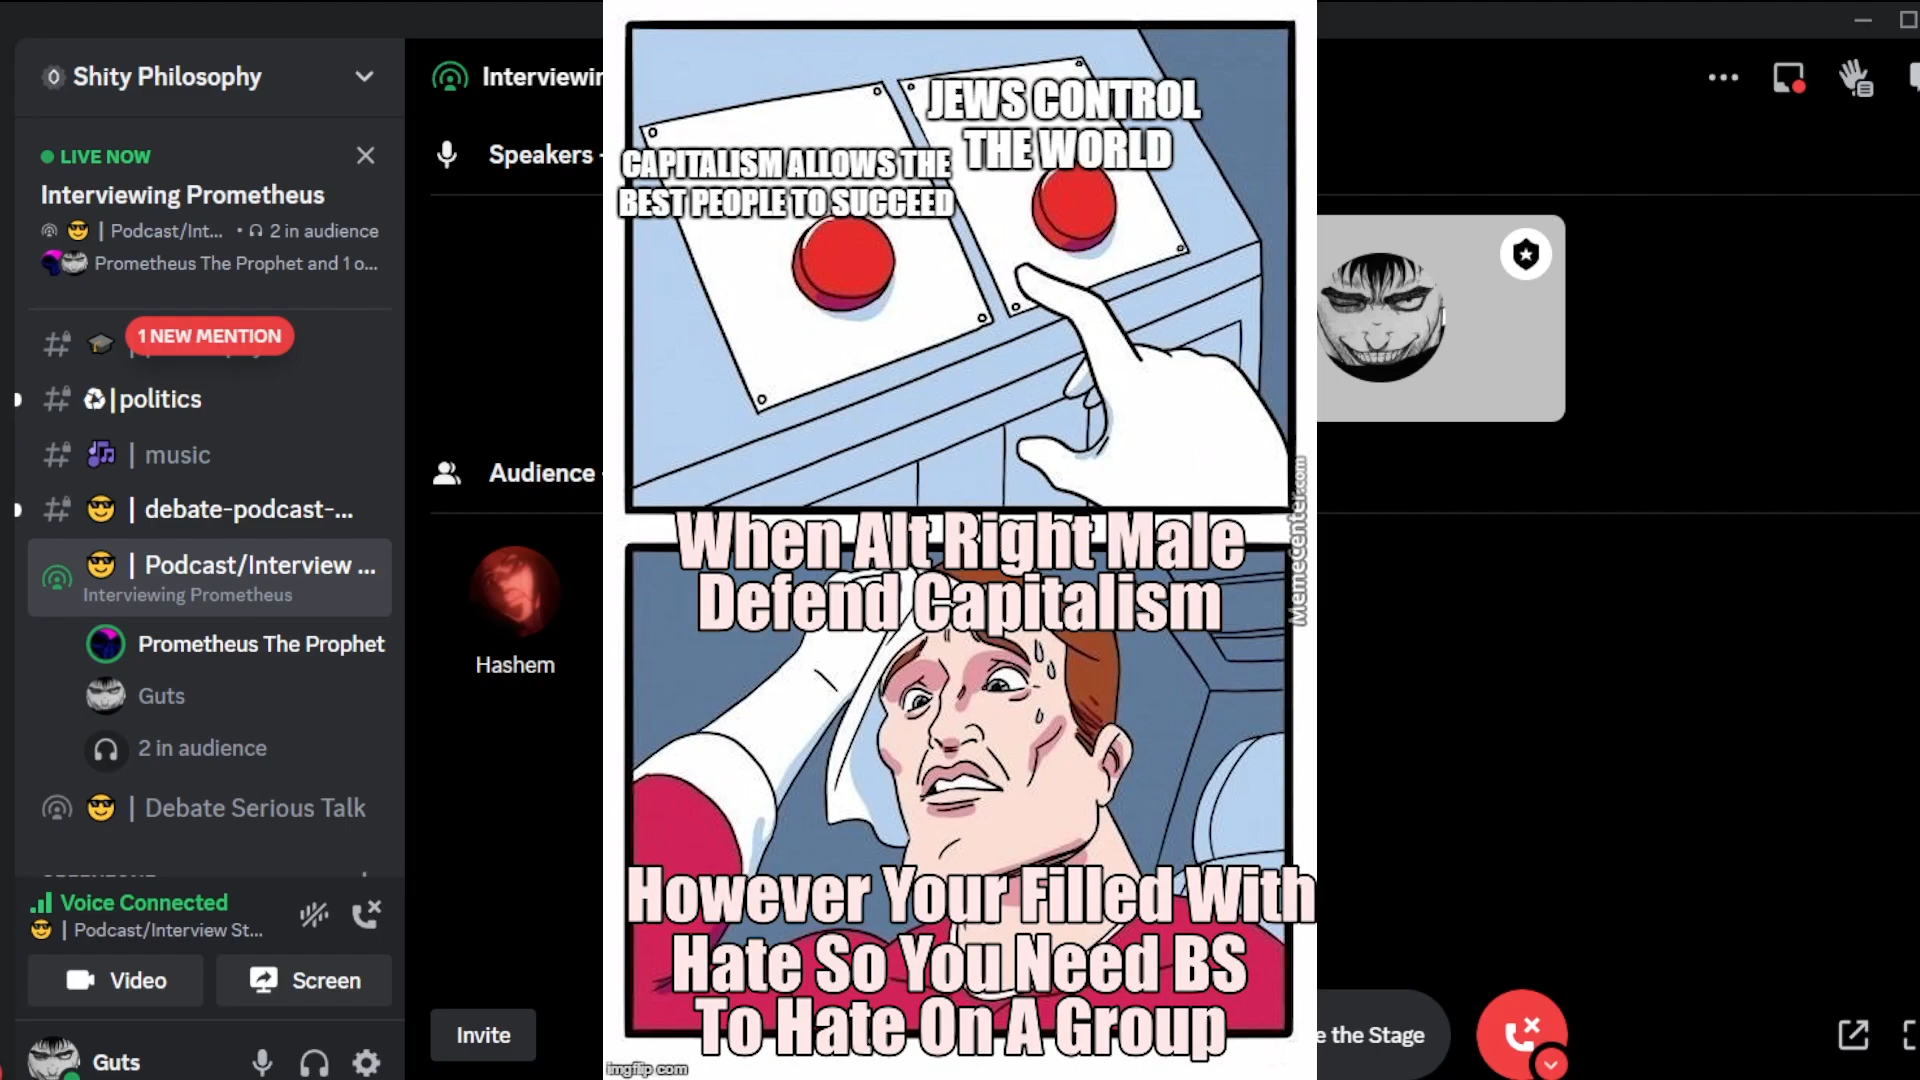 Shity Philosophy
LIVE NOW
Interviewing Prometheus
| Podcast/Int... • 2 in audience
Prometheus The Prophet and 1 o...
1 NEW MENTION
|politics
| music
| debate-podcast-...
| Podcast/Interview ...
Interviewing Prometheus
Prometheus The Prophet
Guts
2 in audience
| Debate Serious Talk
Voice Connected
| Podcast/Interview St...
Video
Screen
Guts
Speakers -
Audience -
Hashem
Invite
JEWS CONTROL
THE WORLD
CAPITALISM ALLOWS THE
BEST PEOPLE TO SUCCEED
When Alt Right Male
Defend Capitalism
MemeCenter.com
However Your Filled With
Hate So You Need BS
To Hate On A Group
imgflip.com
e the Stage